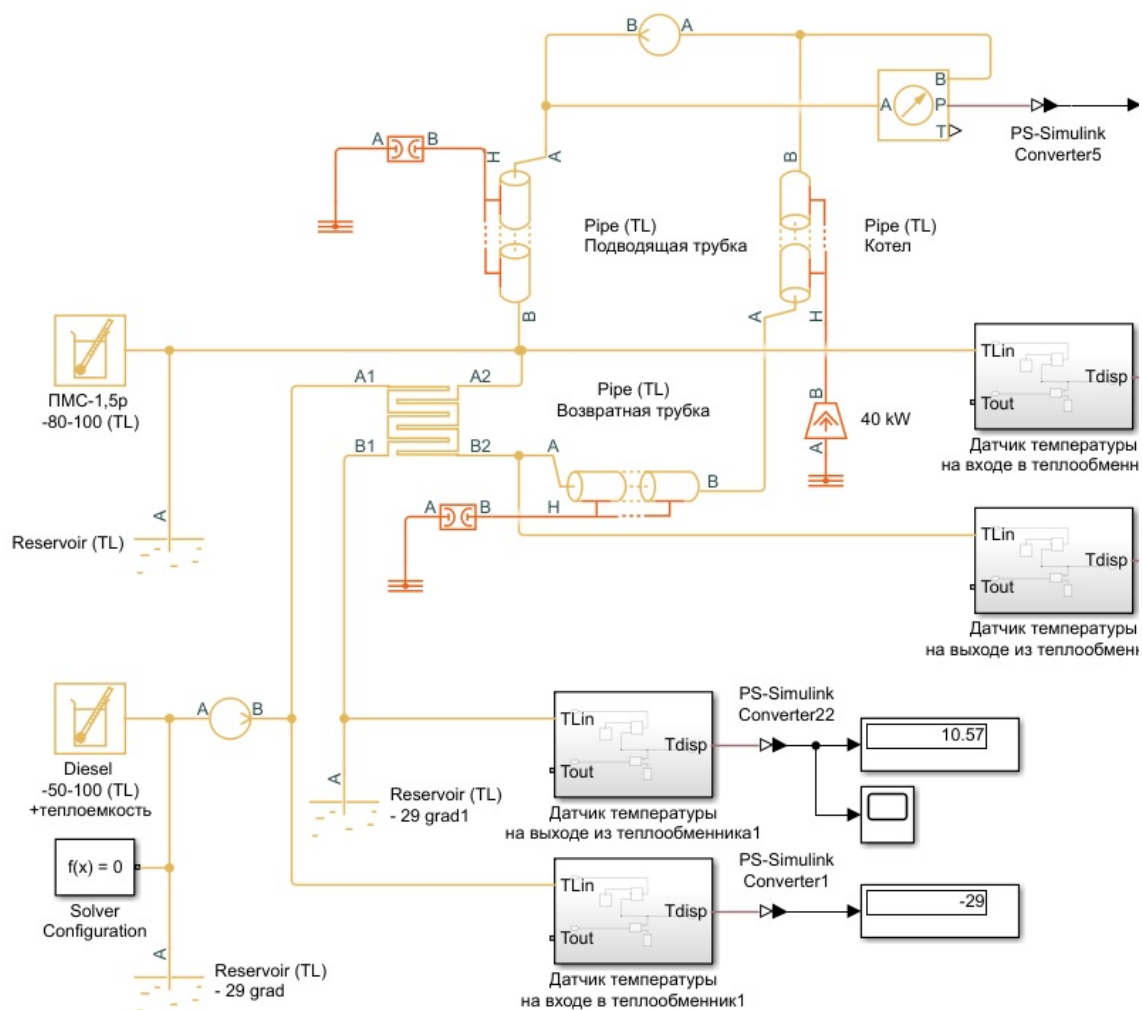 B
A
B
A
P
T
PS-Simulink
Converter5
A
B
H
A
B
Pipe (TL)
Подводящая трубка
Pipe (TL)
Котел
B
A
H
ПМС-1,5р
-80-100 (TL)
A1
A2
B1
B2
Pipe (TL)
Возвратная трубка
A
B
H
A
B
B
A
40 kW
TLin
Tdisp
Tout
Датчик температуры
на входе в теплообменн
A
Reservoir (TL)
TLin
Tdisp
Tout
Датчик температуры
на выходе из теплообменн
Diesel
-50-100 (TL)
+теплоемкость
A
B
A
Reservoir (TL)
- 29 grad1
TLin
Tdisp
Tout
Датчик температуры
на выходе из теплообменника1
PS-Simulink
Converter22
10.57
f(x) = 0
Solver
Configuration
A
Reservoir (TL)
- 29 grad
TLin
Tdisp
Tout
Датчик температуры
на входе в теплообменник1
PS-Simulink
Converter1
-29